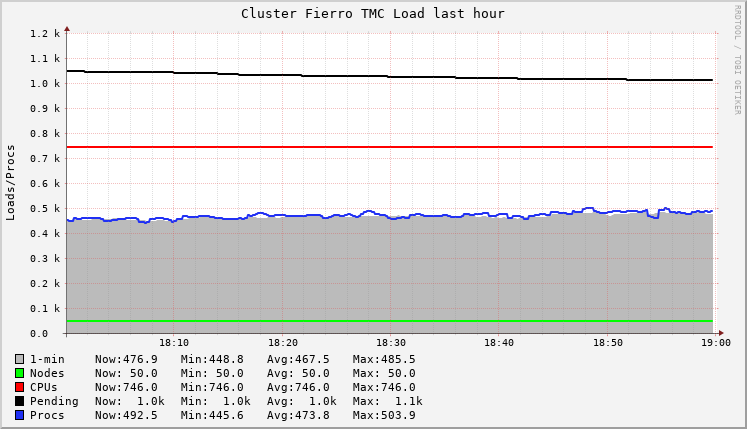 Cluster Fierro TMC Load last hour
RRDTOOL / TOBI OETIKER
Loads/Procs
1.2 k
1.1 k
1.0 k
0.9 k
0.8 k
0.7 k
0.6 k
0.5 k
0.4 k
0.3 k
0.2 k
0.1 k
0.0
18:10 18:20 18:30 18:40 18:50 19:00
1-min Now:476.9 Min:448.8 Avg:467.5 Max:485.5
Nodes Now: 50.0 Min: 50.0 Avg: 50.0 Max: 50.0
CPUs Now:746.0 Min:746.0 Avg:746.0 Max:746.0
Pending Now: 1.0k Min: 1.0k Avg: 1.0k Max: 1.1k
Procs Now:492.5 Min:445.6 Avg:473.8 Max:503.9